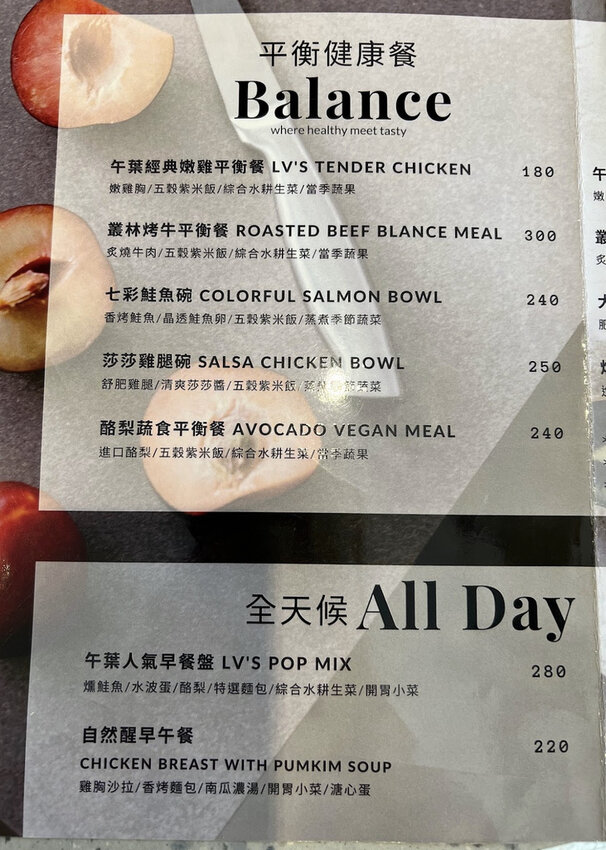 平衡健康餐
Balance
where healthy meet tasty
午葉經典嫩雞平衡餐 LV'S TENDER CHICKEN 180
嫩雞胸/五穀紫米飯/綜合水耕生菜/當季蔬果
叢林烤牛平衡餐 ROASTED BEEF BLANCE MEAL 300
炙燒牛肉/五穀紫米飯/綜合水耕生菜/當季蔬果
七彩鮭魚碗 COLORFUL SALMON BOWL 240
香烤鮭魚/晶透鮭魚卵/五穀紫米飯/蒸煮季節蔬菜
莎莎雞腿碗 SALSA CHICKEN BOWL 250
舒肥雞腿/清爽莎莎醬/五穀紫米飯/蒸煮季節蔬菜
酪梨蔬食平衡餐 AVOCADO VEGAN MEAL 240
進口酪梨/五穀紫米飯/綜合水耕生菜/當季蔬果
全天候 All Day
午葉人氣早餐盤 LV'S POP MIX 280
燻鮭魚/水波蛋/酪梨/特選麵包/綜合水耕生菜/開胃小菜
自然醒早午餐 220
CHICKEN BREAST WITH PUMKIM SOUP
雞胸沙拉/香烤麵包/南瓜濃湯/開胃小菜/溏心蛋